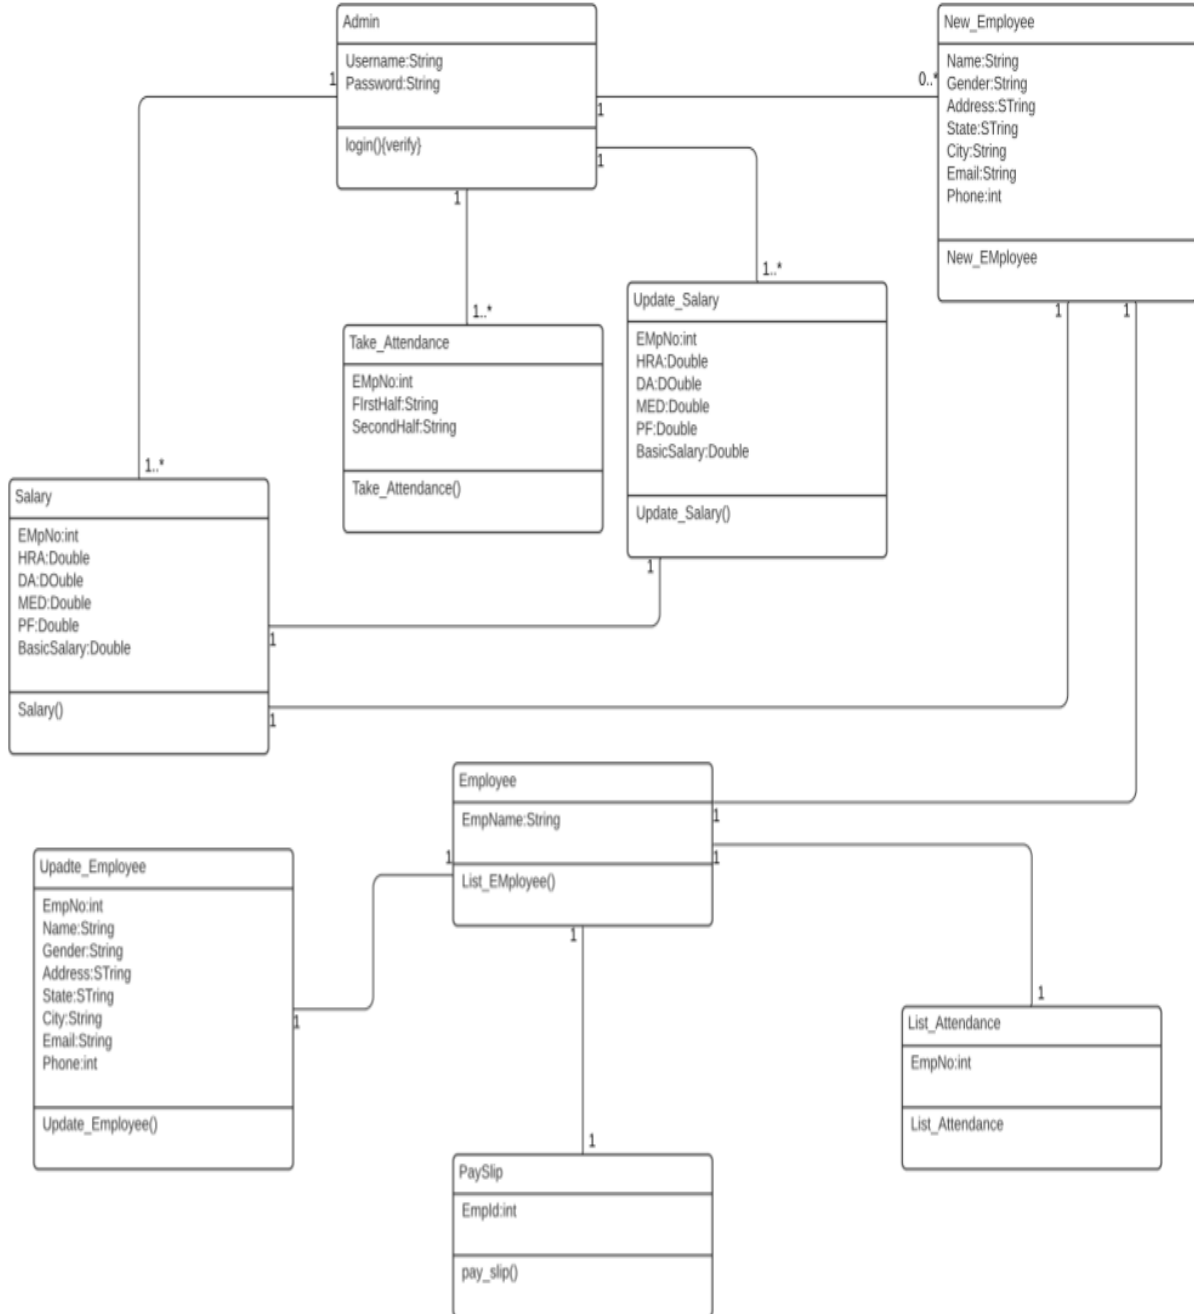 Admin
Username:String
Password:String
login(){verify}
1
1
1
1
0..*
New_Employee
Name:String
Gender:String
Address:STring
State:STring
City:String
Email:String
Phone:int
New_EMployee
1
1
1..*
Update_Salary
EMpNo:int
HRA:Double
DA:DOuble
MED:Double
PF:Double
BasicSalary:Double
Update_Salary()
1
1..*
Take_Attendance
EMpNo:int
FIrstHalf:String
SecondHalf:String
Take_Attendance()
1..*
Salary
EMpNo:int
HRA:Double
DA:DOuble
MED:Double
PF:Double
BasicSalary:Double
Salary()
1
1
Employee
EmpName:String
List_EMployee()
1
1
1
1
Upadte_Employee
EmpNo:int
Name:String
Gender:String
Address:STring
State:STring
City:String
Email:String
Phone:int
Update_Employee()
1
1
List_Attendance
EmpNo:int
List_Attendance
1
PaySlip
EmpId:int
pay_slip()